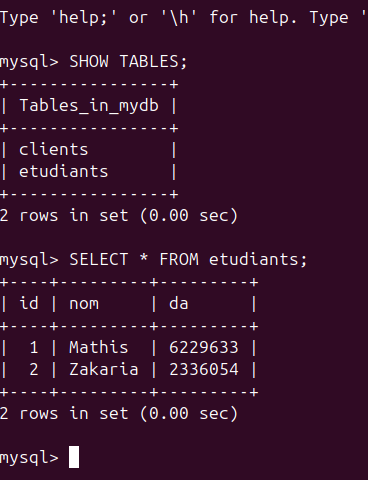 Type 'help;' or '\h' for help. Type '
mysql> SHOW TABLES;
+----------------+
| Tables_in_mydb |
+----------------+
| clients        |
| etudiants      |
+----------------+
2 rows in set (0.00 sec)
mysql> SELECT * FROM etudiants;
+----+---------+---------+
| id | nom     | da      |
+----+---------+---------+
|  1 | Mathis  | 6229633 |
|  2 | Zakaria | 2336054 |
+----+---------+---------+
2 rows in set (0.00 sec)
mysql>